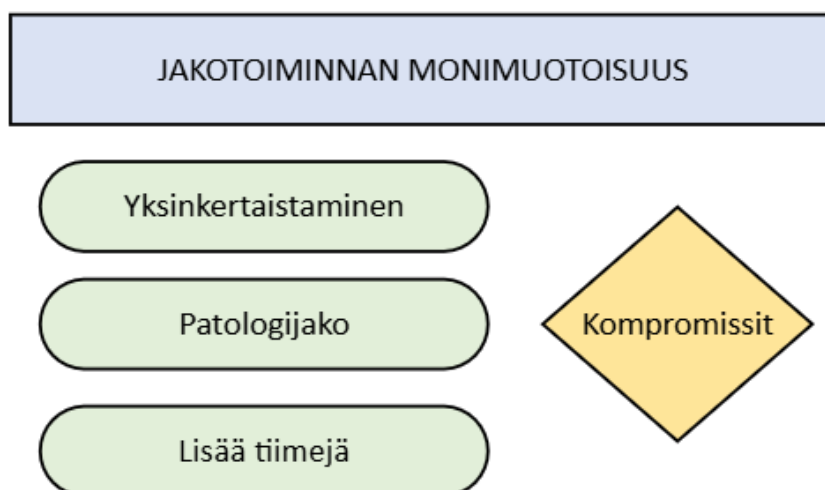 JAKOTOIMINNAN MONIMUOTOISUUS
Yksinkertaistaminen
Patologijako
Kompromissit
Lisää tiimejä